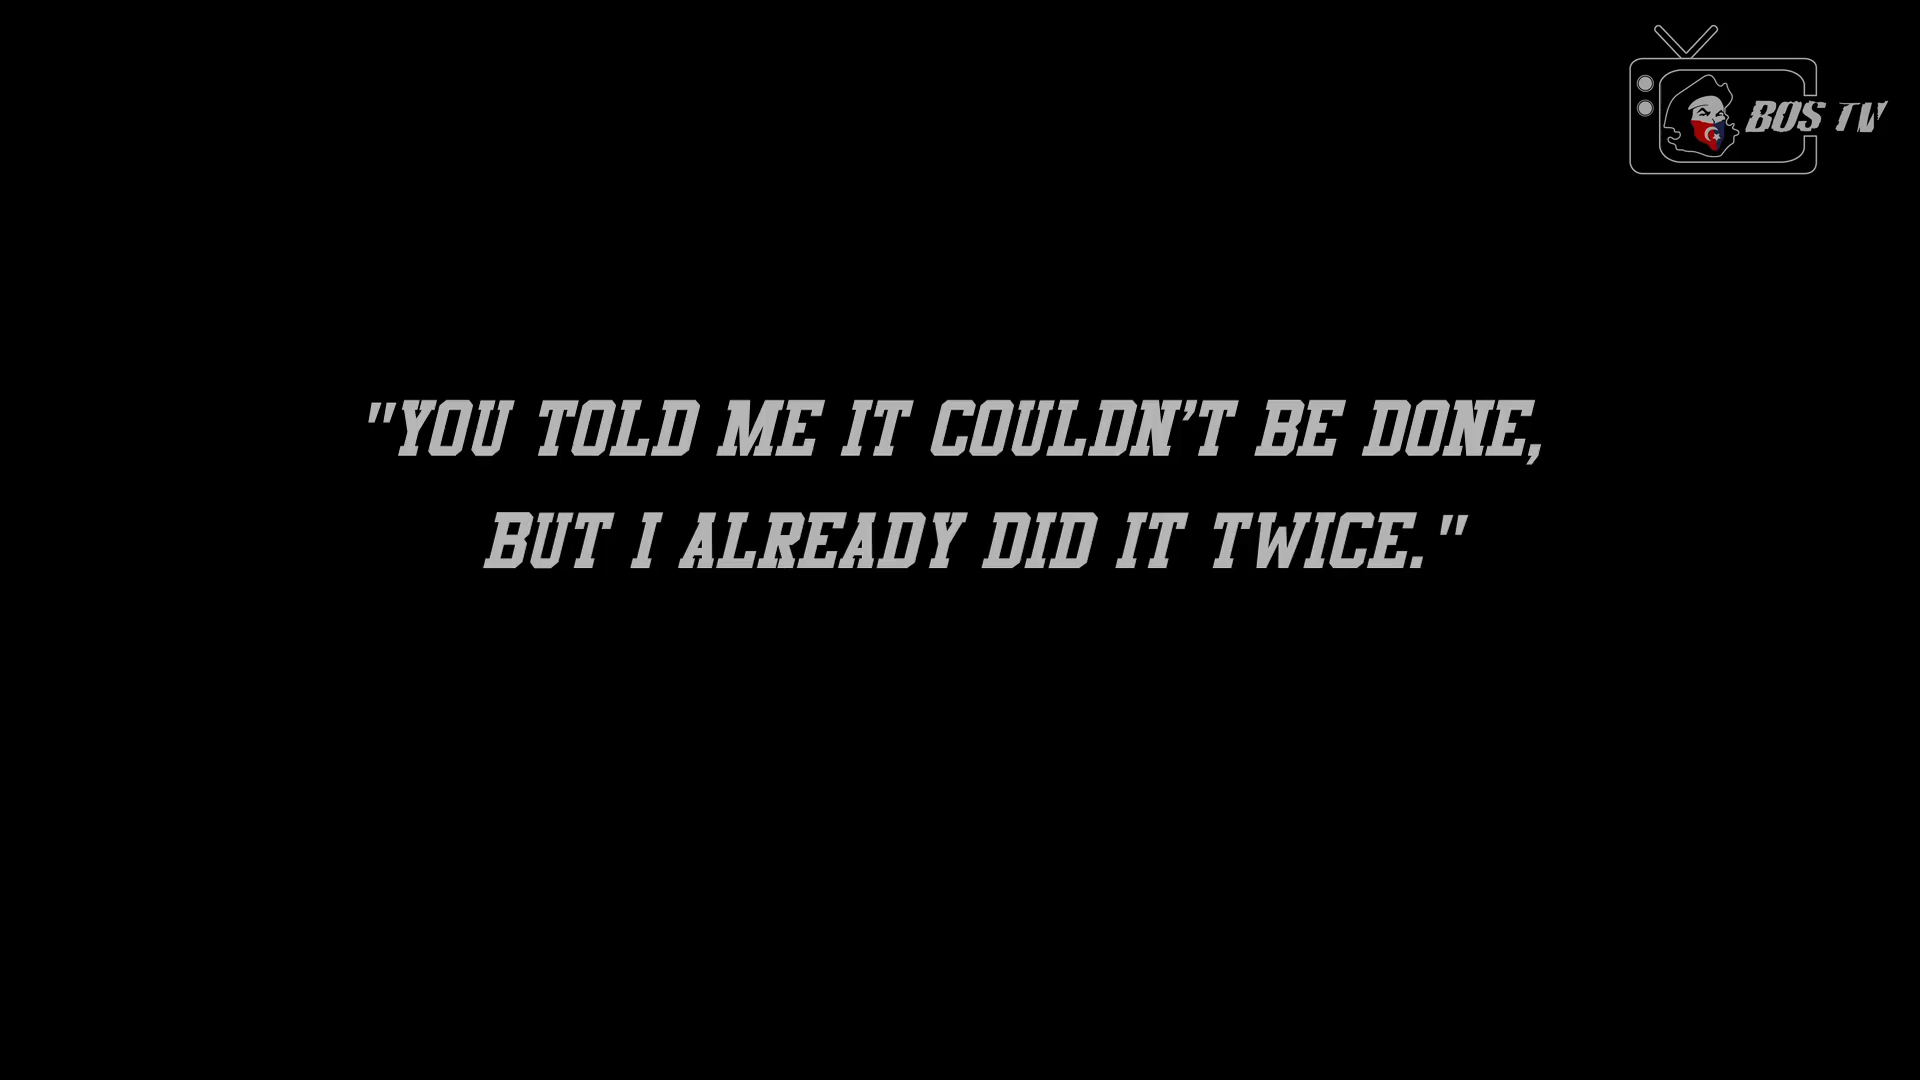 BOS TV
"YOU TOLD ME IT COULDN'T BE DONE,
BUT I ALREADY DID IT TWICE."